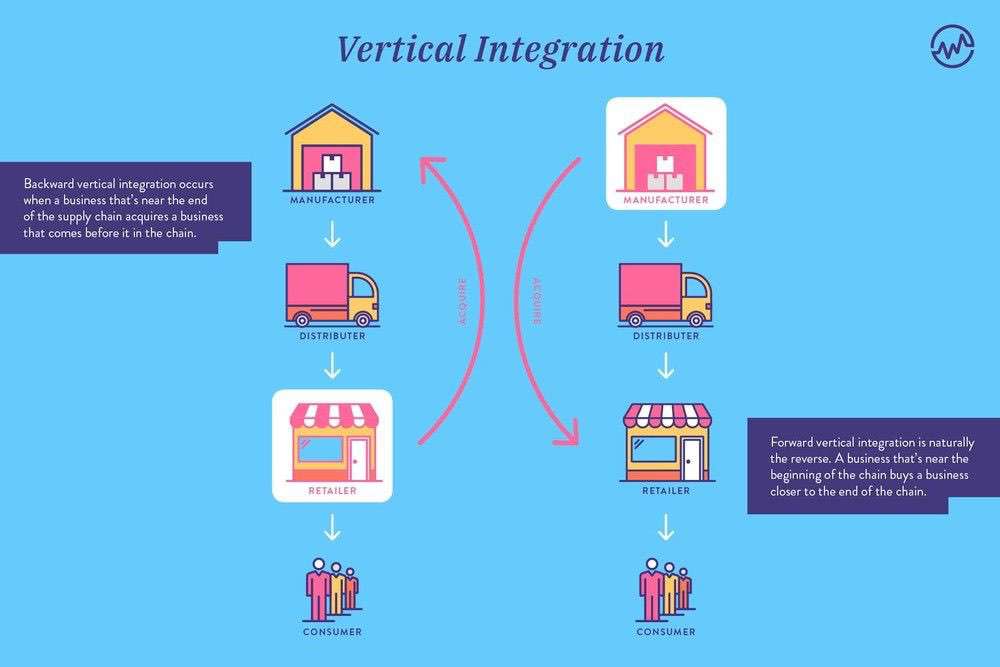 Vertical Integration
Backward vertical integration occurs
when a business that's near the end
of the supply chain acquires a business
that comes before it in the chain.
MANUFACTURER
DISTRIBUTER
RETAILER
CONSUMER
ACQUIRE
ACQUIRE
MANUFACTURER
DISTRIBUTER
RETAILER
CONSUMER
Forward vertical integration is naturally
the reverse. A business that's near the
beginning of the chain buys a business
closer to the end of the chain.